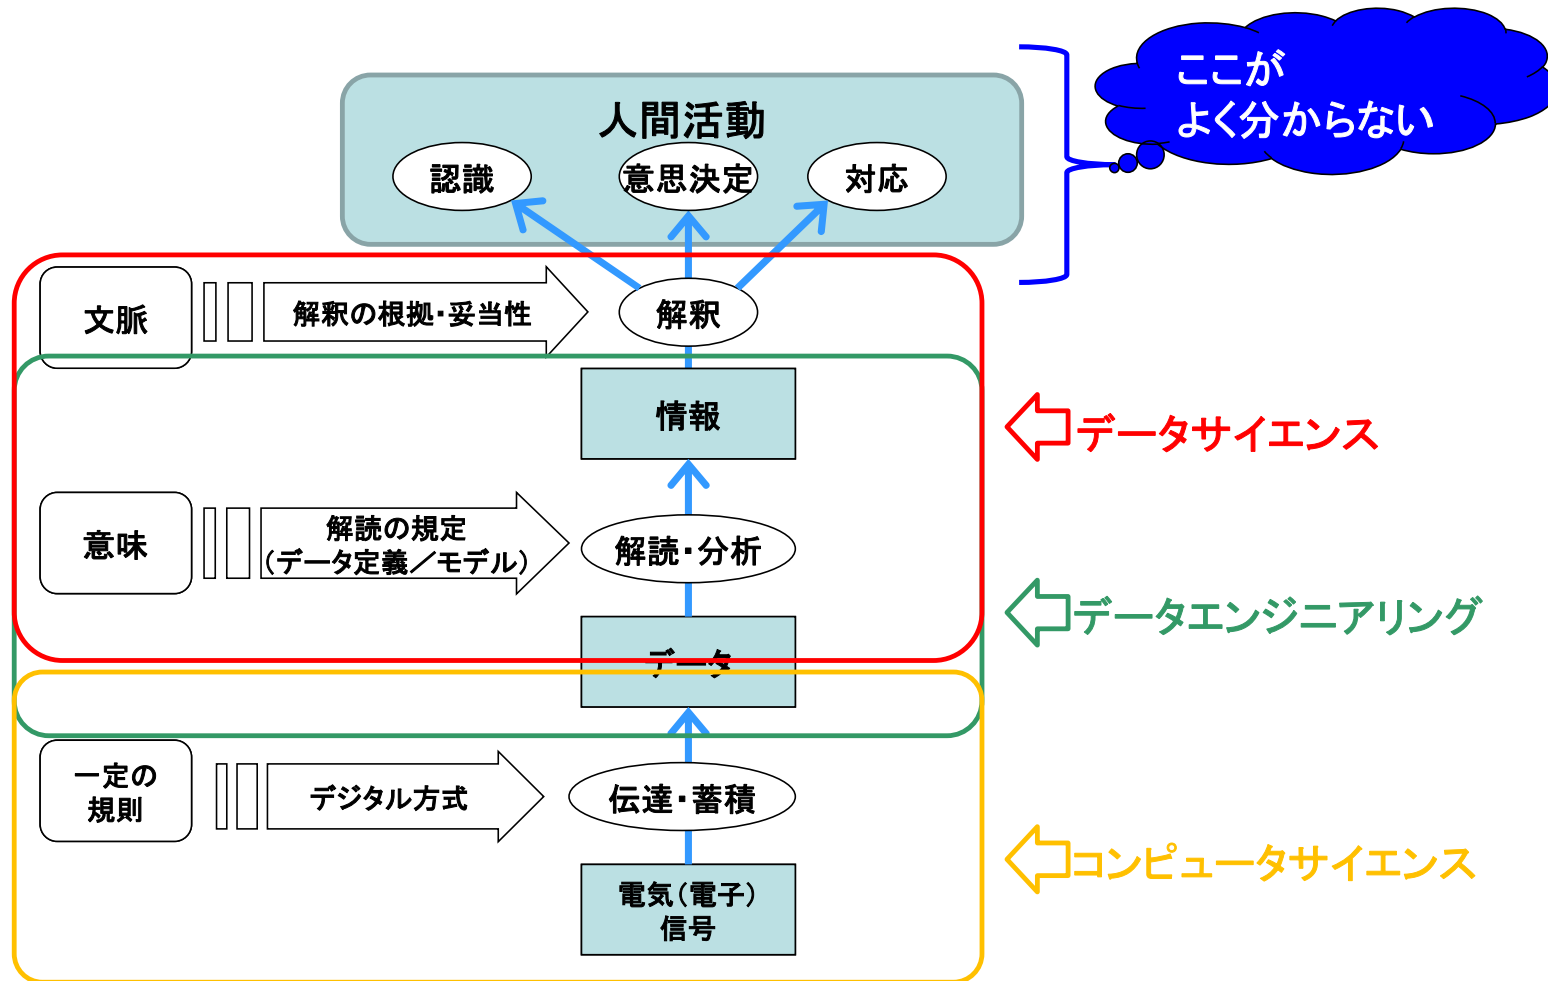 ここが
よく分からない
人間活動
認識
意思決定
対応
文脈
解釈の根拠・妥当性
解釈
情報
データサイエンス
意味
解読の規定
（データ定義／モデル）
解読・分析
データエンジニアリング
データ
一定の
規則
デジタル方式
伝達・蓄積
コンピュータサイエンス
電気（電子）
信号